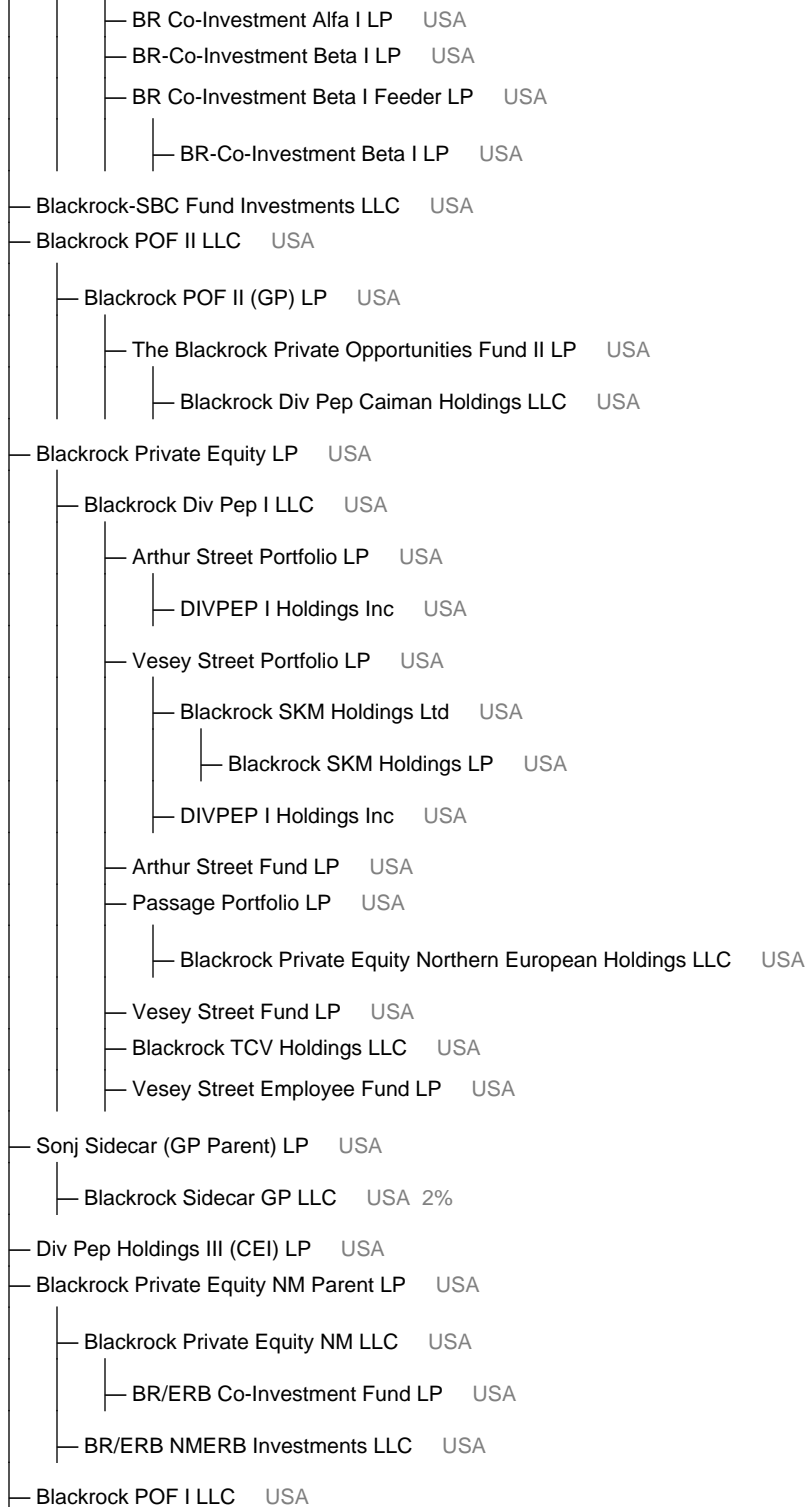 BR Co-Investment Alfa I LP USA
BR-Co-Investment Beta I LP USA
BR Co-Investment Beta I Feeder LP USA
BR-Co-Investment Beta I LP USA
Blackrock-SBC Fund Investments LLC USA
Blackrock POF II LLC USA
Blackrock POF II (GP) LP USA
The Blackrock Private Opportunities Fund II LP USA
Blackrock Div Pep Caiman Holdings LLC USA
Blackrock Private Equity LP USA
Blackrock Div Pep I LLC USA
Arthur Street Portfolio LP USA
DIVPEP I Holdings Inc USA
Vesey Street Portfolio LP USA
Blackrock SKM Holdings Ltd USA
Blackrock SKM Holdings LP USA
DIVPEP I Holdings Inc USA
Arthur Street Fund LP USA
Passage Portfolio LP USA
Blackrock Private Equity Northern European Holdings LLC USA
Vesey Street Fund LP USA
Blackrock TCV Holdings LLC USA
Vesey Street Employee Fund LP USA
Sonj Sidecar (GP Parent) LP USA
Blackrock Sidecar GP LLC USA 2%
Div Pep Holdings III (CEI) LP USA
Blackrock Private Equity NM Parent LP USA
Blackrock Private Equity NM LLC USA
BR/ERB Co-Investment Fund LP USA
BR/ERB NMERB Investments LLC USA
Blackrock POF I LLC USA